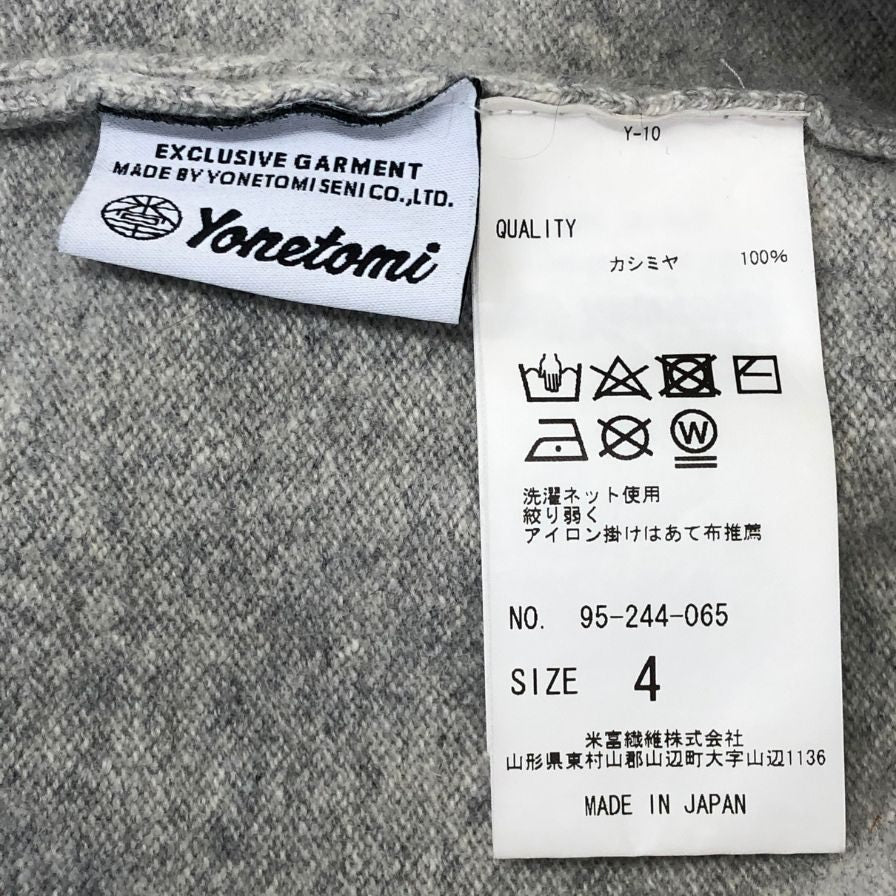 EXCLUSIVE GARMENT
MADE BY YONETOMI SENI CO.,LTD.
Yonetomi
Y-10
QUALITY
カシミヤ 100%
W
洗濯ネット使用
絞り弱く
アイロン掛けはあて布推薦
NO. 95-244-065
SIZE 4
米富繊維株式会社
山形県東村山郡山辺町大字山辺1136
MADE IN JAPAN